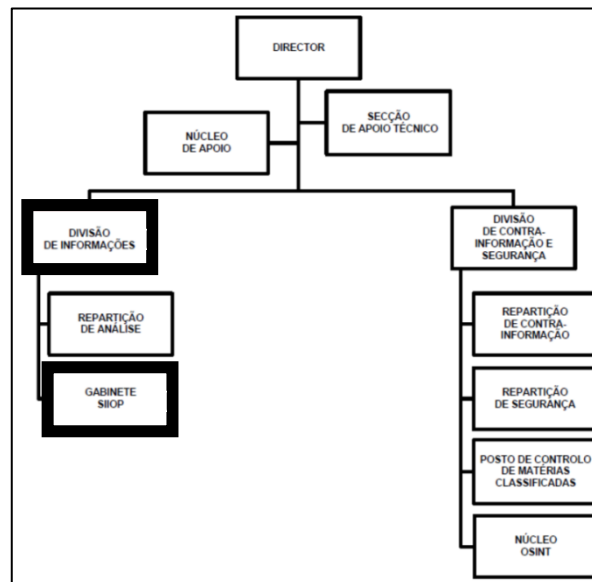 DIRECTOR
SECÇÃO
DE APOIO TÉCNICO
NÚCLEO
DE APOIO
DIVISÃO
DE INFORMAÇÕES
REPARTIÇÃO
DE ANÁLISE
GABINETE
SIIOP
DIVISÃO
DE CONTRA-
INFORMAÇÃO E
SEGURANÇA
REPARTIÇÃO
DE CONTRA-
INFORMAÇÃO
REPARTIÇÃO
DE SEGURANÇA
POSTO DE CONTROLO
DE MATÉRIAS
CLASSIFICADAS
NÚCLEO
OSINT